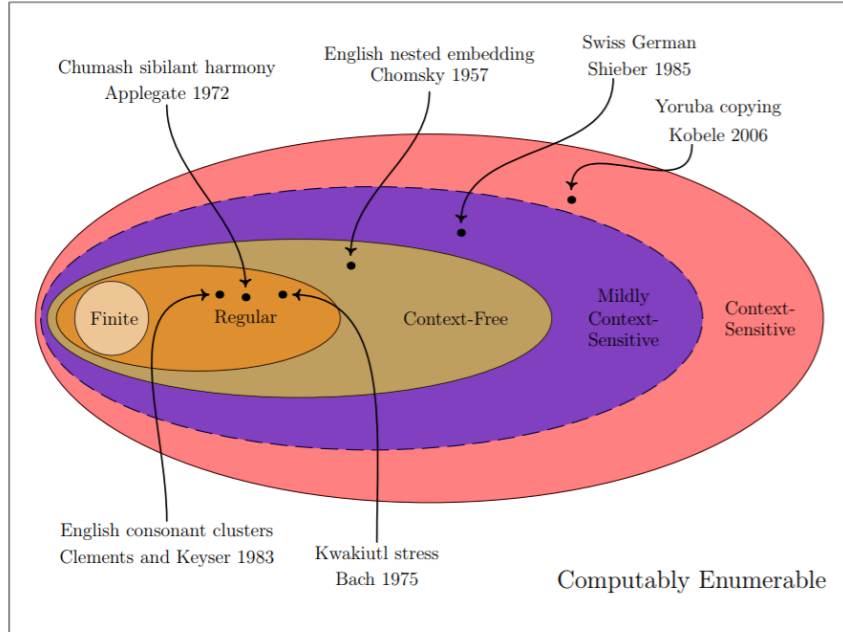 Chumash sibilant harmony
Applegate 1972
English nested embedding
Chomsky 1957
Swiss German
Shieber 1985
Yoruba copying
Kobele 2006
Finite
Regular
Context-Free
Mildly
Context-
Sensitive
Context-
Sensitive
English consonant clusters
Clements and Keyser 1983
Kwakiutl stress
Bach 1975
Computably Enumerable